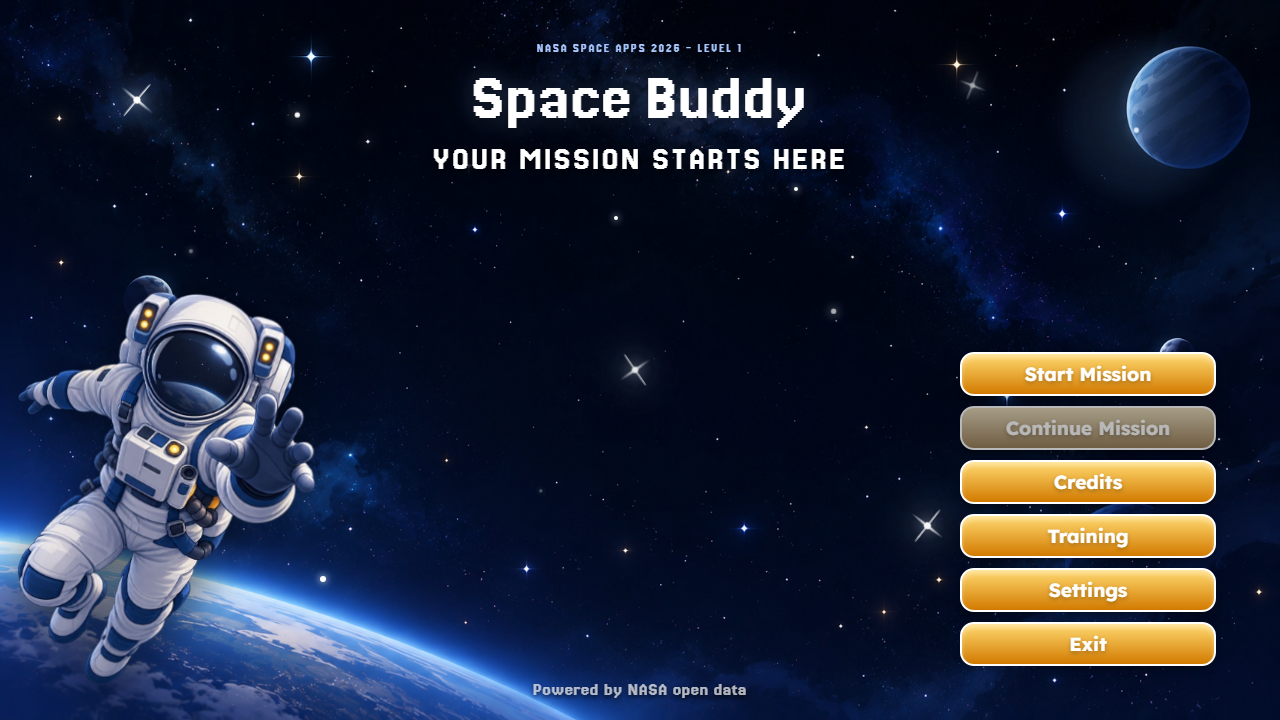 NASA SPACE APPS 2026 - LEVEL 1
Space Buddy
YOUR MISSION STARTS HERE
Start Mission
Continue Mission
Credits
Training
Settings
Exit
Powered by NASA open data